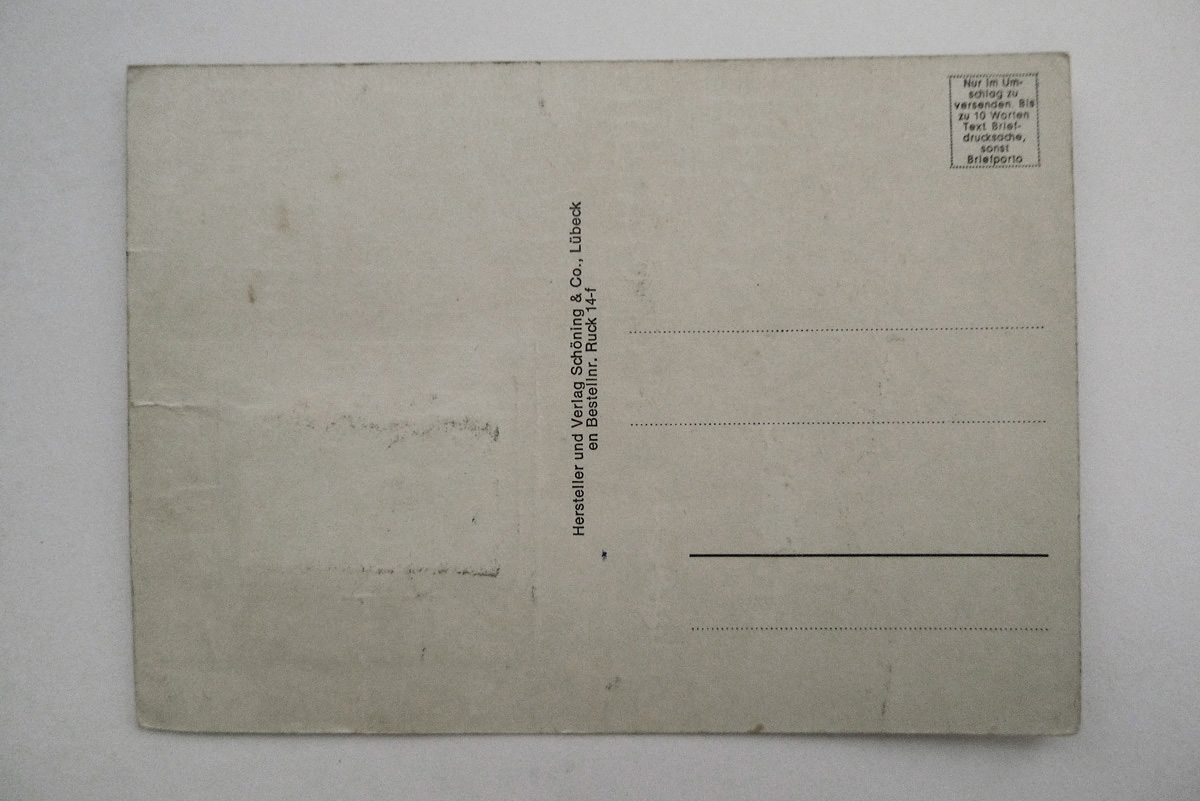 Nur im Um-
schlag zu
versenden. Bis
zu 10 Worten
Text Brief-
drucksache,
sonst
Briefporto
Hersteller und Verlag Schöning & Co., Lübeck
en Bestellnr. Ruck 14-f